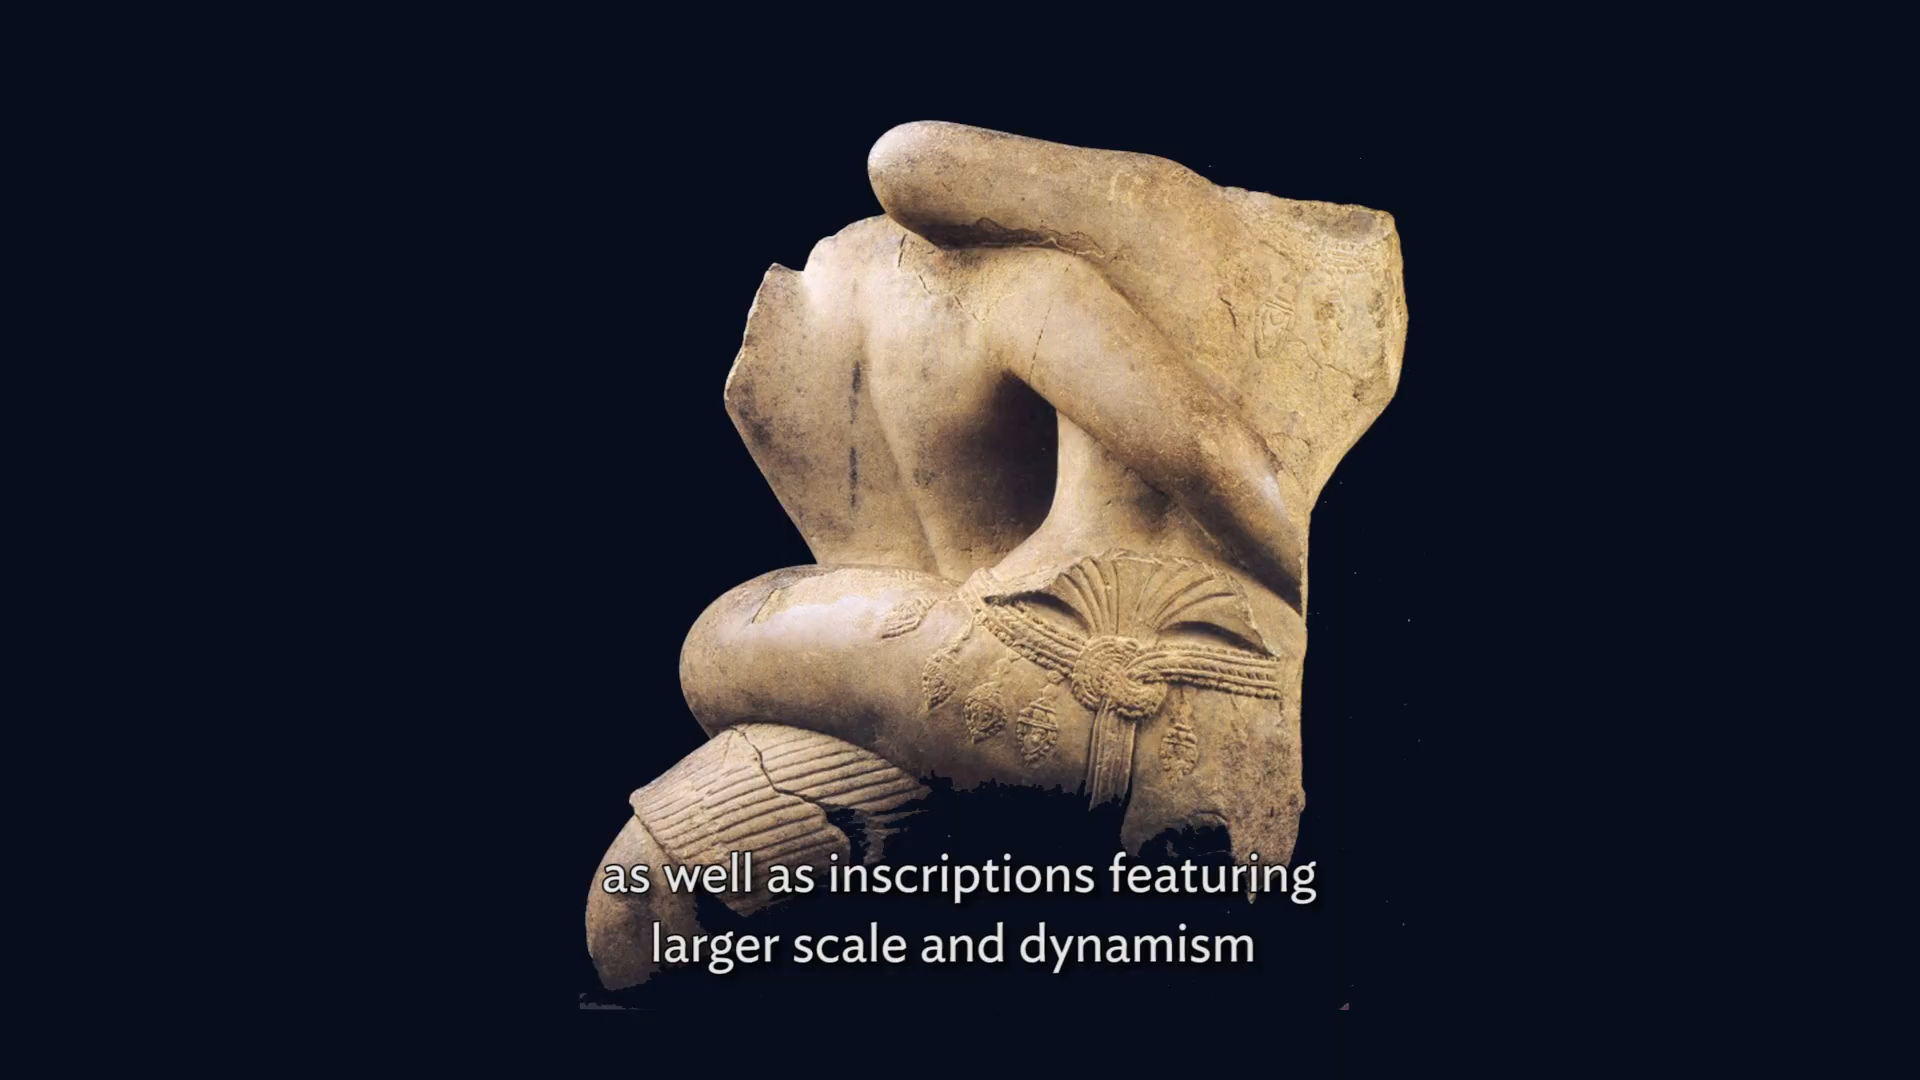 as well as inscriptions featuring
larger scale and dynamism